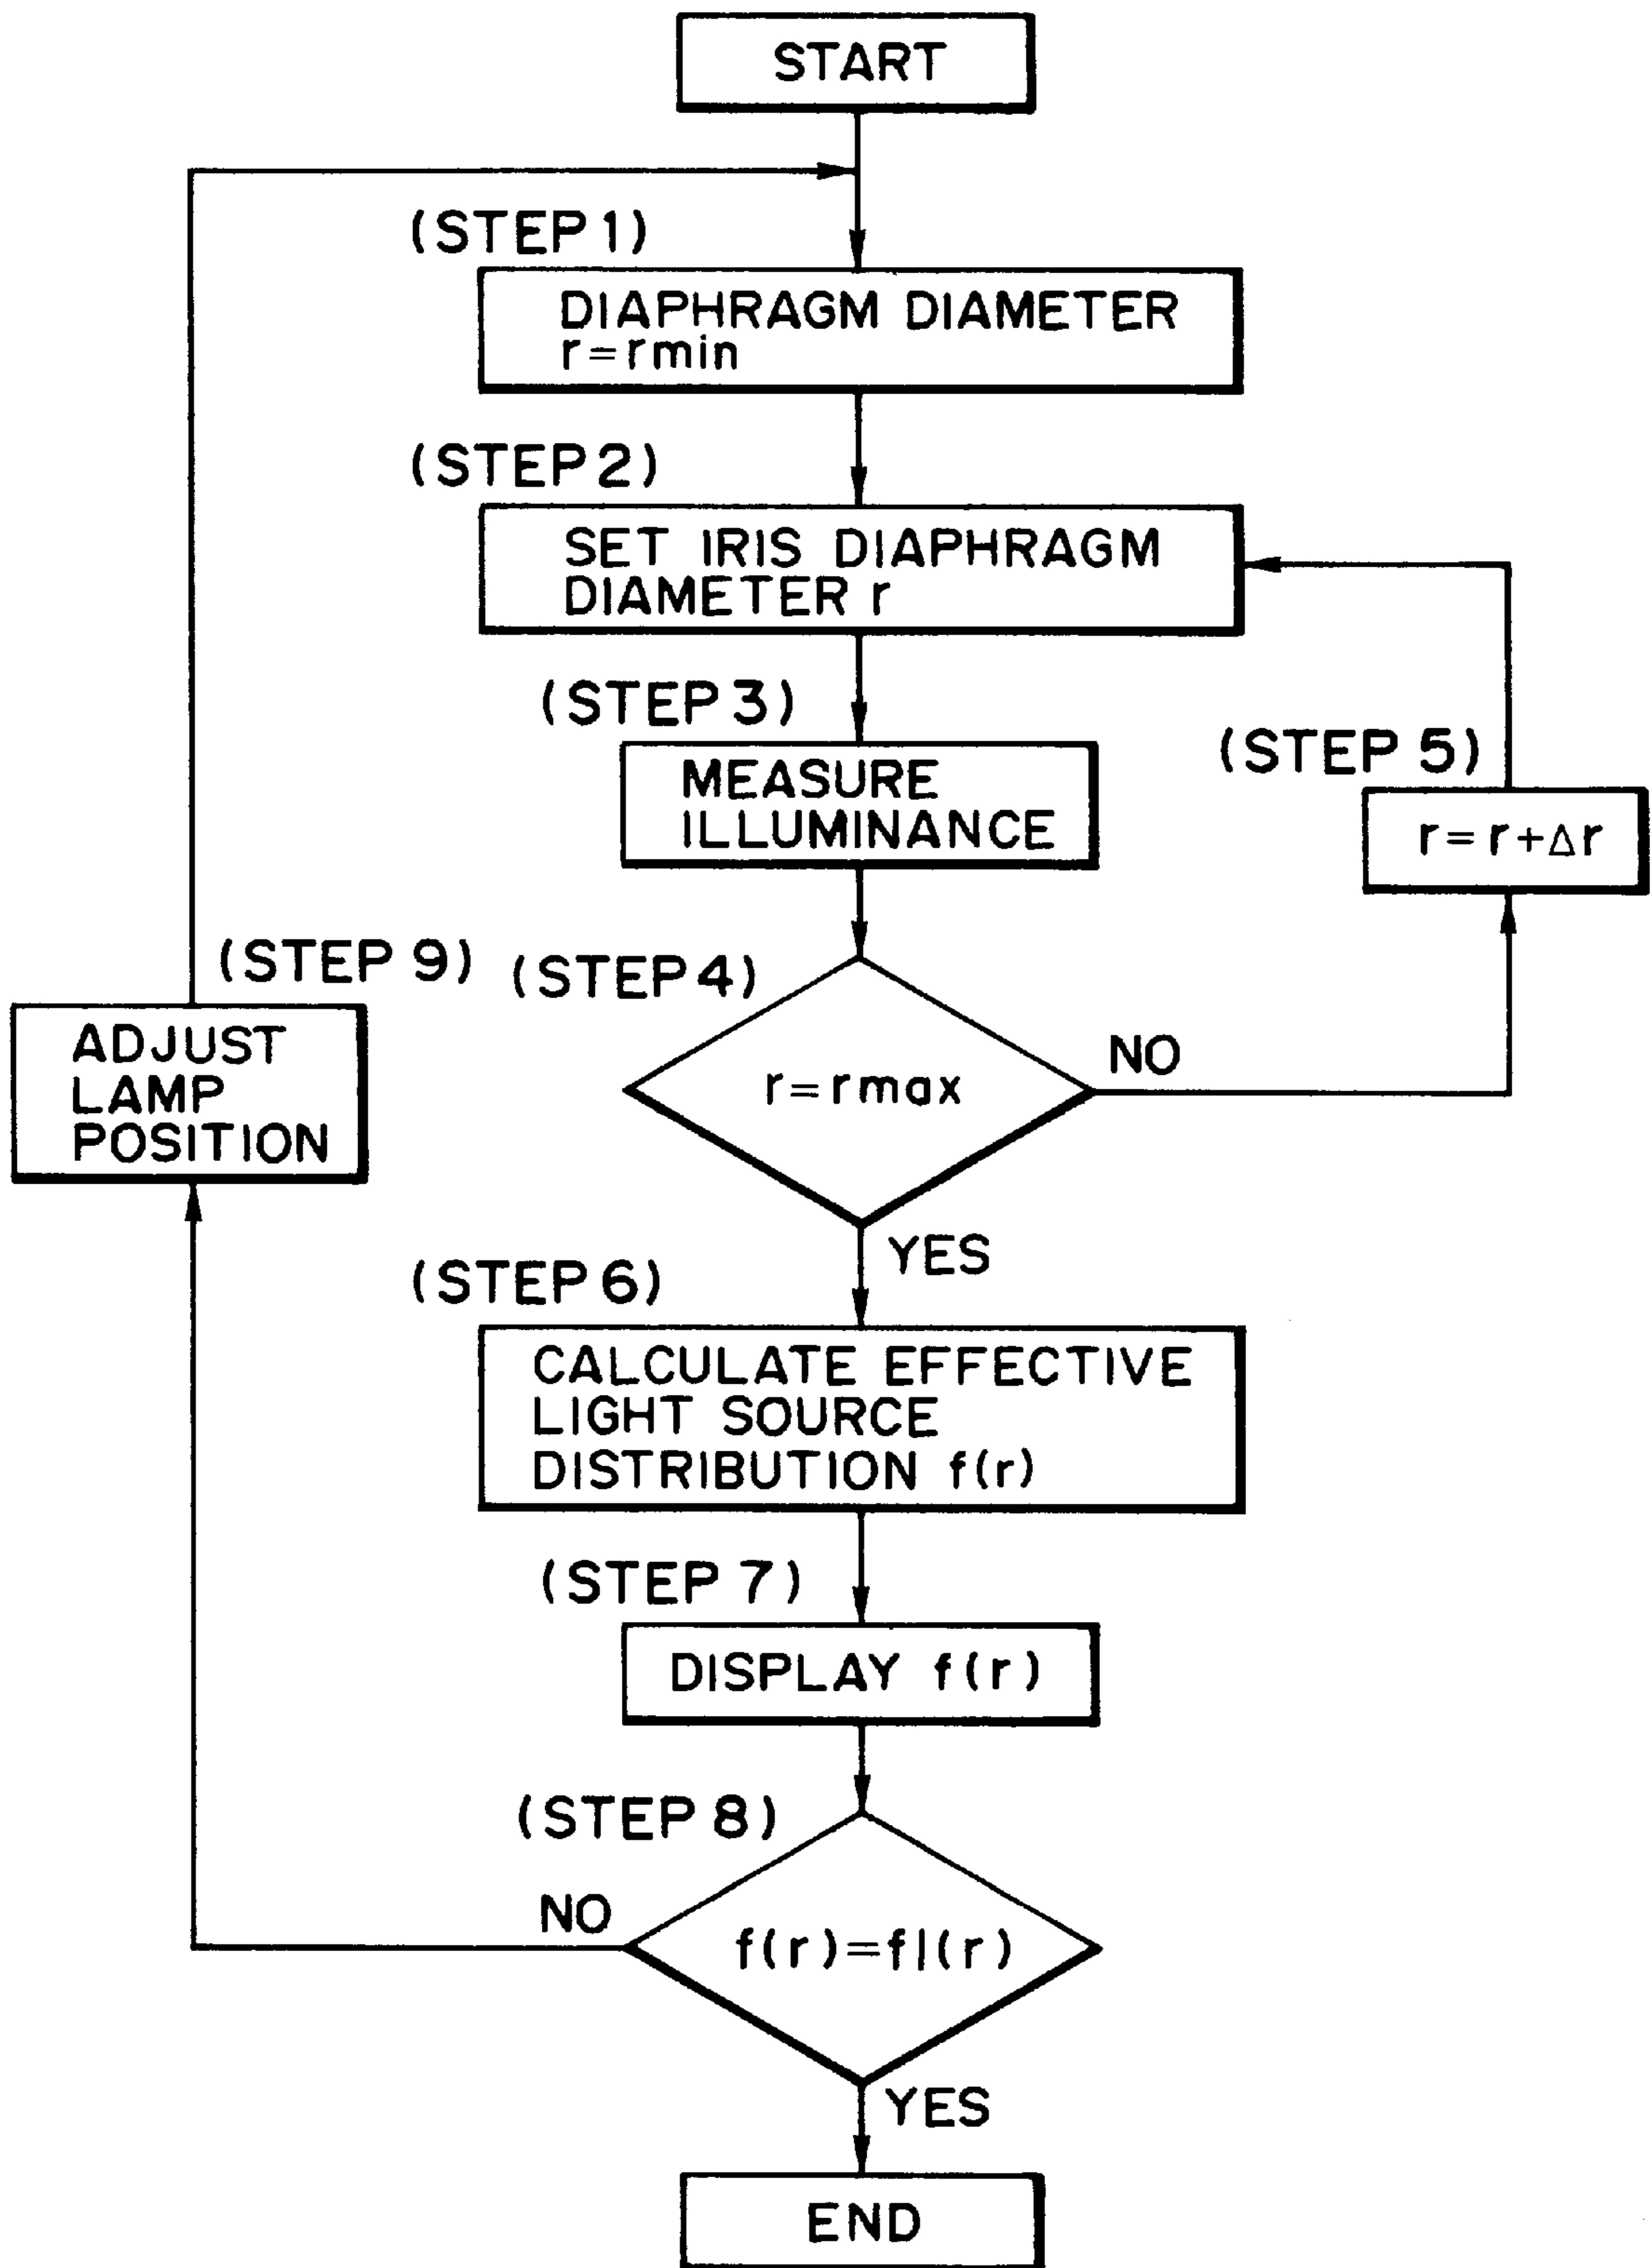 START
(STEP 1)
DIAPHRAGM DIAMETER
r=rmin
(STEP 2)
SET IRIS DIAPHRAGM
DIAMETER r
(STEP 3)
MEASURE
ILLUMINANCE
(STEP 5)
r=r+Δr
(STEP 4)
r=rmax
NO
(STEP 9)
ADJUST
LAMP
POSITION
YES
(STEP 6)
CALCULATE EFFECTIVE
LIGHT SOURCE
DISTRIBUTION f(r)
(STEP 7)
DISPLAY f(r)
(STEP 8)
NO
f(r)=f1(r)
YES
END